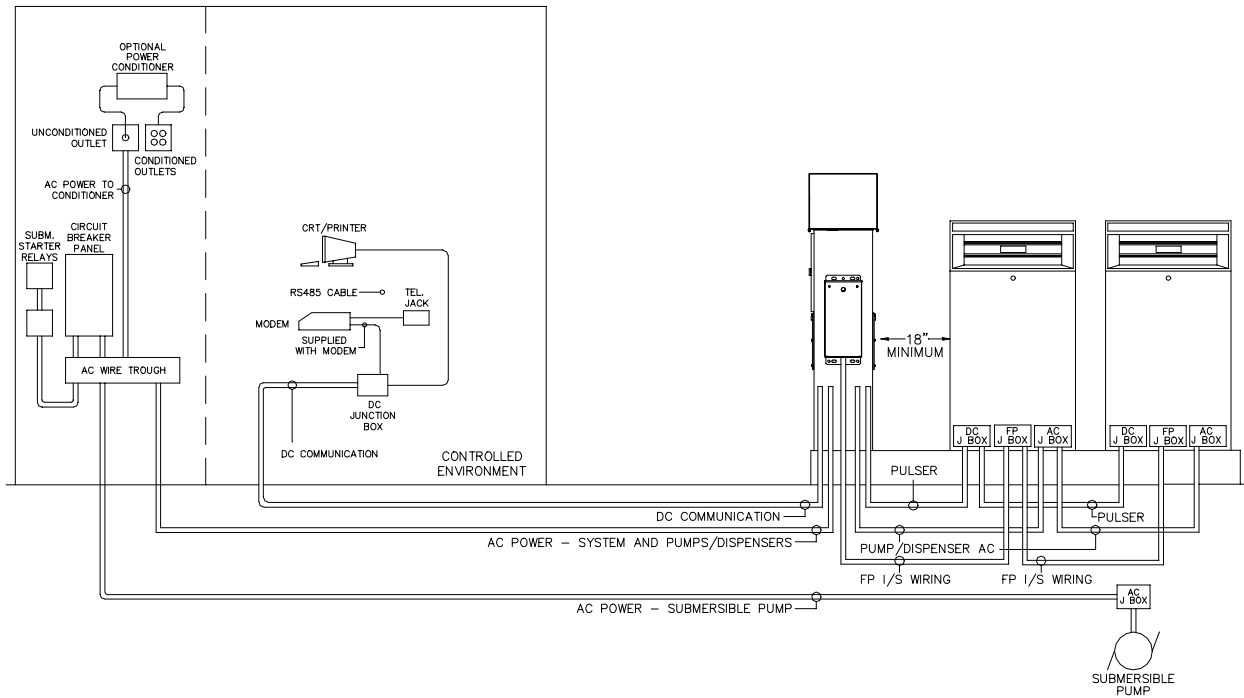 OPTIONAL
POWER
CONDITIONER
UNCONDITIONED
OUTLET
CONDITIONED
OUTLETS
AC POWER TO
CONDITIONER
SUBM.
STARTER
RELAYS
CIRCUIT
BREAKER
PANEL
AC WIRE TROUGH
CRT/PRINTER
RS485 CABLE
TEL.
JACK
MODEM
SUPPLIED
WITH MODEM
DC
JUNCTION
BOX
DC COMMUNICATION
CONTROLLED
ENVIRONMENT
18"
MINIMUM
DC
J BOX
FP
J BOX
AC
J BOX
DC
J BOX
FP
J BOX
AC
J BOX
PULSER
DC COMMUNICATION
PULSER
AC POWER – SYSTEM AND PUMPS/DISPENSERS
PUMP/DISPENSER AC
FP I/S WIRING
FP I/S WIRING
AC POWER – SUBMERSIBLE PUMP
AC
J BOX
SUBMERSIBLE
PUMP